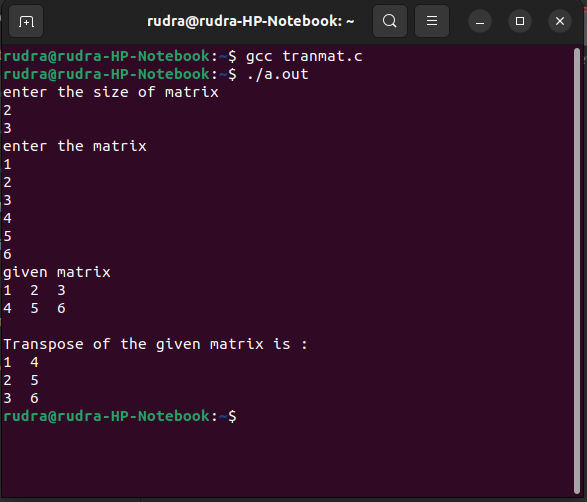 rudra@rudra-HP-Notebook: ~
rudra@rudra-HP-Notebook:~$ gcc tranmat.c
rudra@rudra-HP-Notebook:~$ ./a.out
enter the size of matrix
2
3
enter the matrix
1
2
3
4
5
6
given matrix
1  2  3
4  5  6
Transpose of the given matrix is :
1  4
2  5
3  6
rudra@rudra-HP-Notebook:~$